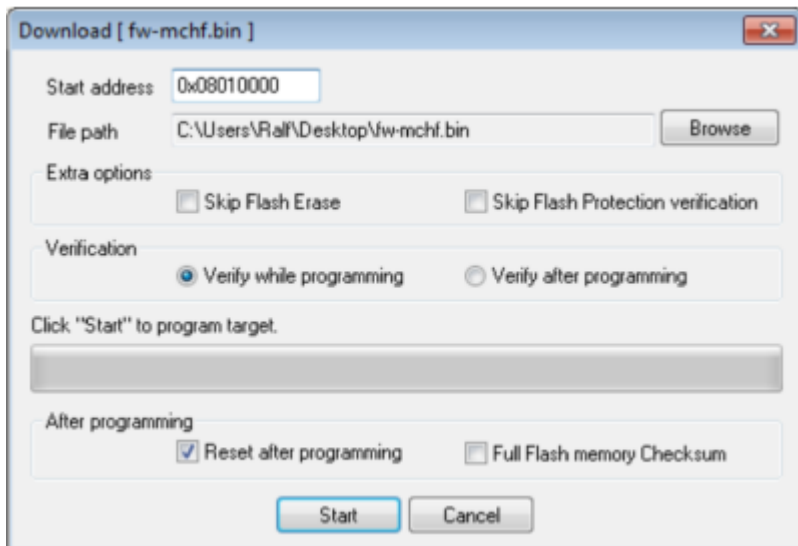 Download [ fw-mchf.bin ]
Start address 0x08010000
File path C:\Users\Ralf\Desktop\fw-mchf.bin Browse
Extra options
Skip Flash Erase Skip Flash Protection verification
Verification
Verify while programming Verify after programming
Click "Start" to program target.
After programming
Reset after programming Full Flash memory Checksum
Start Cancel